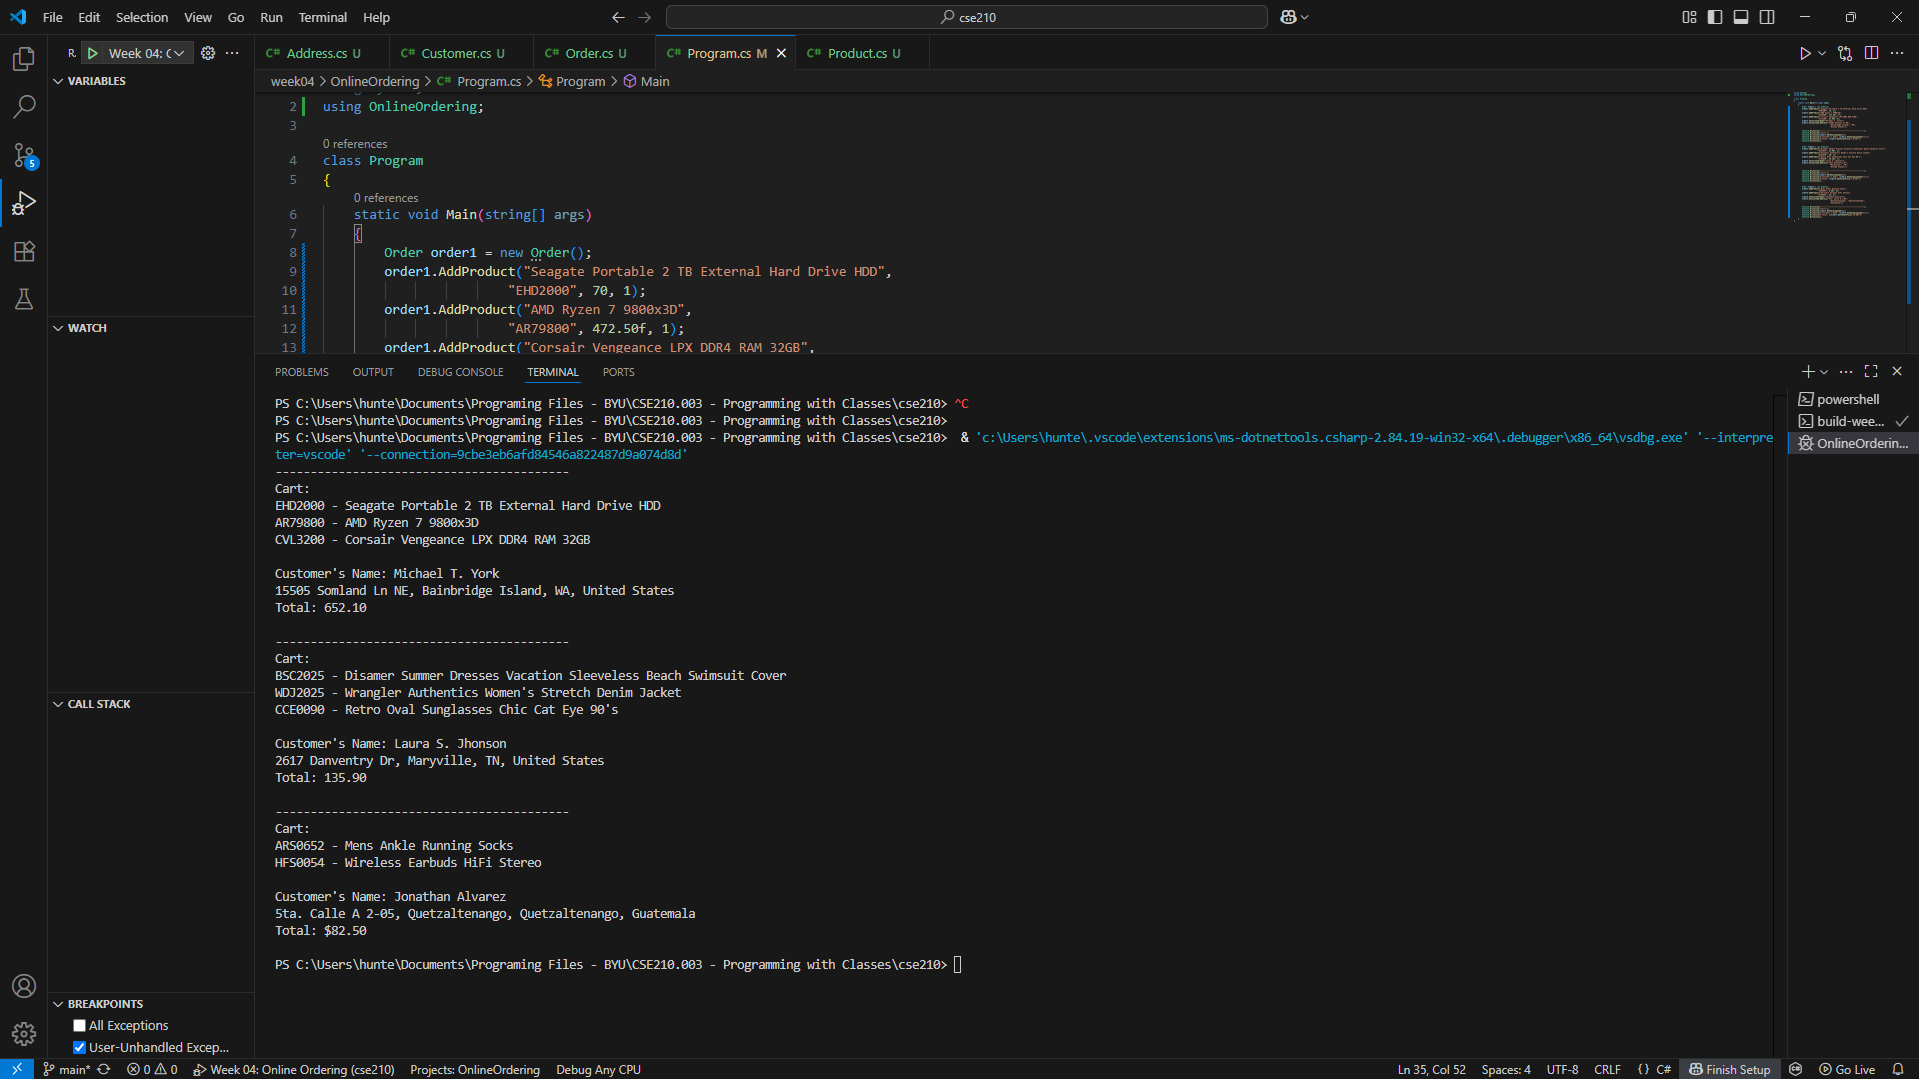 File Edit Selection View Go Run Terminal Help
cse210
R. Week 04: C
Address.cs U
Customer.cs U
Order.cs U
Program.cs M
Product.cs U
VARIABLES
week04 > OnlineOrdering > Program.cs > Program > Main
2 using OnlineOrdering;
3
0 references
4 class Program
5 {
0 references
6 static void Main(string[] args)
7 {
8 Order order1 = new Order();
9 order1.AddProduct("Seagate Portable 2 TB External Hard Drive HDD",
10 "EHD2000", 70, 1);
11 order1.AddProduct("AMD Ryzen 7 9800x3D",
12 "AR79800", 472.50f, 1);
13 order1.AddProduct("Corsair Vengeance LPX DDR4 RAM 32GB",
WATCH
CALL STACK
BREAKPOINTS
All Exceptions
User-Unhandled Excep...
5
PROBLEMS OUTPUT DEBUG CONSOLE TERMINAL PORTS
powershell
build-wee...
OnlineOrderin...
PS C:\Users\hunte\Documents\Programing Files - BYU\CSE210.003 - Programming with Classes\cse210> ^C
PS C:\Users\hunte\Documents\Programing Files - BYU\CSE210.003 - Programming with Classes\cse210>
PS C:\Users\hunte\Documents\Programing Files - BYU\CSE210.003 - Programming with Classes\cse210>  & 'c:\Users\hunte\.vscode\extensions\ms-dotnettools.csharp-2.84.19-win32-x64\.debugger\x86_64\vsdbg.exe' '--interpre
ter=vscode' '--connection=9cbe3eb6afd84546a822487d9a074d8d'
------------------------------------------
Cart:
EHD2000 - Seagate Portable 2 TB External Hard Drive HDD
AR79800 - AMD Ryzen 7 9800x3D
CVL3200 - Corsair Vengeance LPX DDR4 RAM 32GB
Customer's Name: Michael T. York
15505 Somland Ln NE, Bainbridge Island, WA, United States
Total: 652.10
------------------------------------------
Cart:
BSC2025 - Disamer Summer Dresses Vacation Sleeveless Beach Swimsuit Cover
WDJ2025 - Wrangler Authentics Women's Stretch Denim Jacket
CCE0090 - Retro Oval Sunglasses Chic Cat Eye 90's
Customer's Name: Laura S. Jhonson
2617 Danventry Dr, Maryville, TN, United States
Total: 135.90
------------------------------------------
Cart:
ARS0652 - Mens Ankle Running Socks
HFS0054 - Wireless Earbuds HiFi Stereo
Customer's Name: Jonathan Alvarez
5ta. Calle A 2-05, Quetzaltenango, Quetzaltenango, Guatemala
Total: $82.50
PS C:\Users\hunte\Documents\Programing Files - BYU\CSE210.003 - Programming with Classes\cse210>
main* 0 0 Week 04: Online Ordering (cse210) Projects: OnlineOrdering Debug Any CPU
Ln 35, Col 52 Spaces: 4 UTF-8 CRLF {} C# Finish Setup Go Live